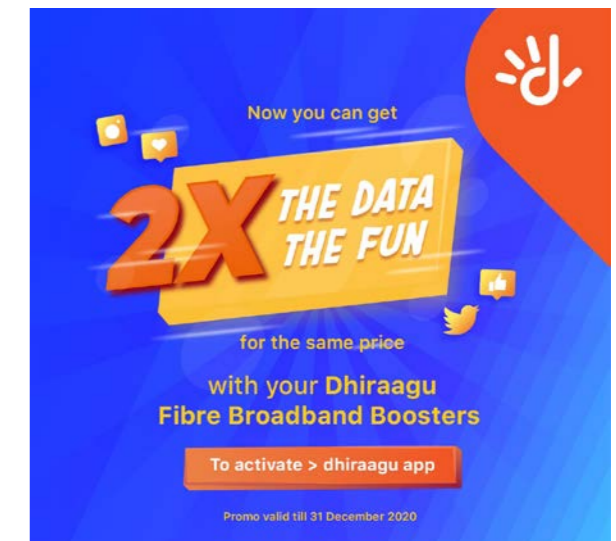 Now you can get
2X THE DATA
THE FUN
for the same price
with your Dhiraagu
Fibre Broadband Boosters
To activate > dhiraagu app
Promo valid till 31 December 2020